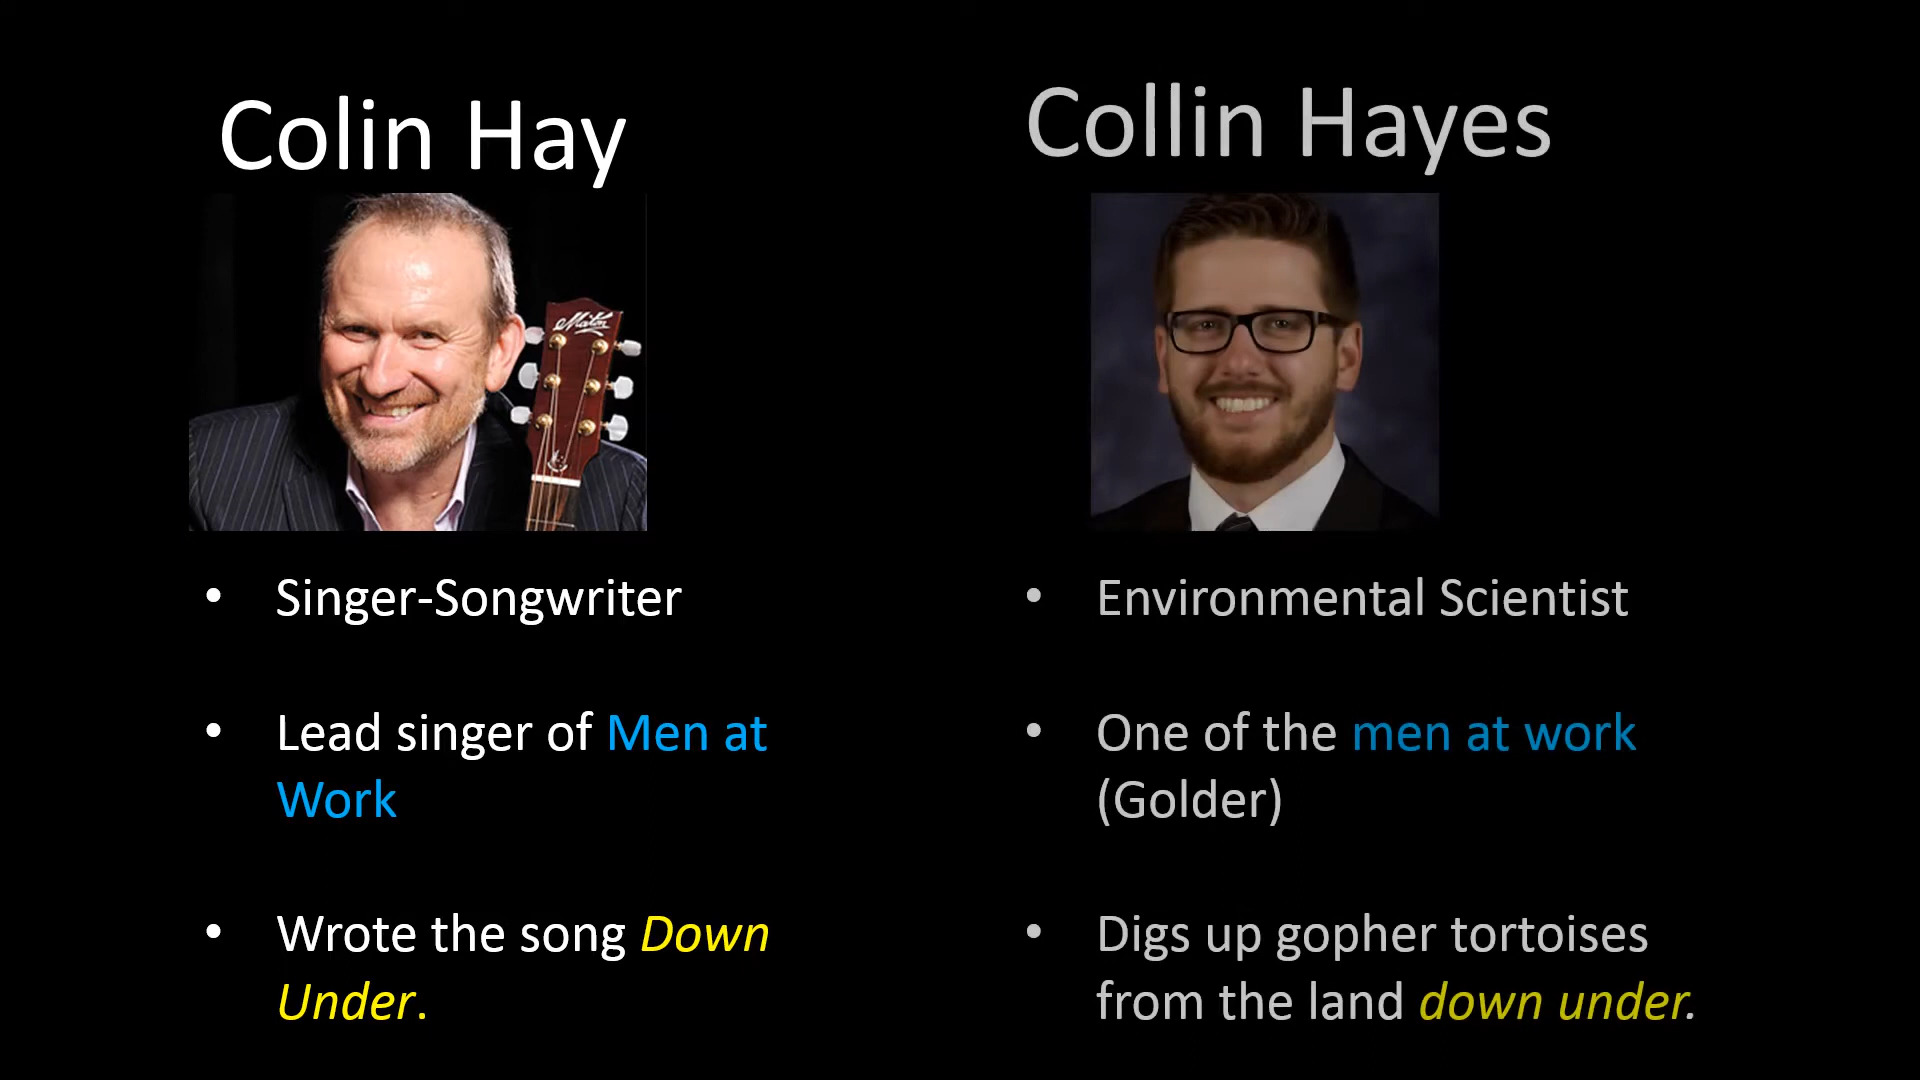 Colin Hay
Maton
• Singer-Songwriter
• Lead singer of Men at
Work
• Wrote the song Down
Under.
Collin Hayes
• Environmental Scientist
• One of the men at work
(Golder)
• Digs up gopher tortoises
from the land down under.